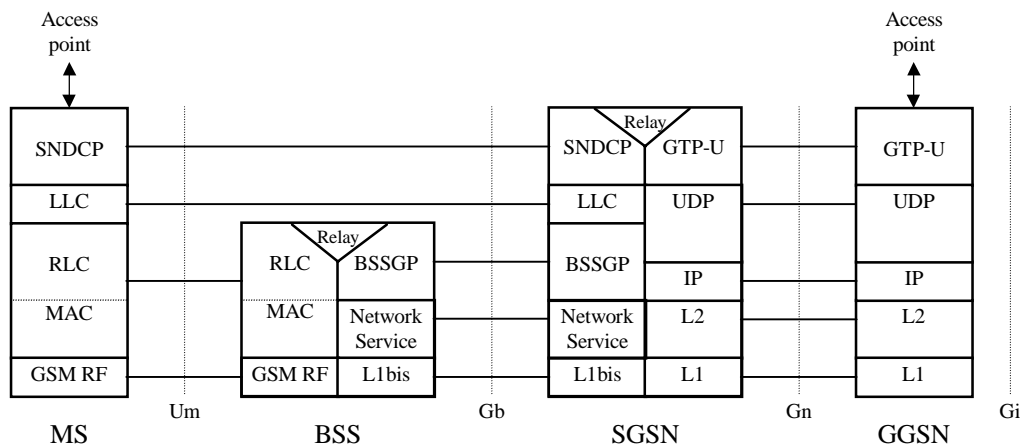 Access
point
Access
point
Relay
SNDCP
SNDCP
GTP-U
GTP-U
LLC
LLC
UDP
UDP
Relay
RLC
RLC
BSSGP
BSSGP
IP
IP
MAC
MAC
Network
Service
Network
Service
L2
L2
GSM RF
GSM RF
L1bis
L1bis
L1
L1
Um
Gb
Gn
Gi
MS
BSS
SGSN
GGSN